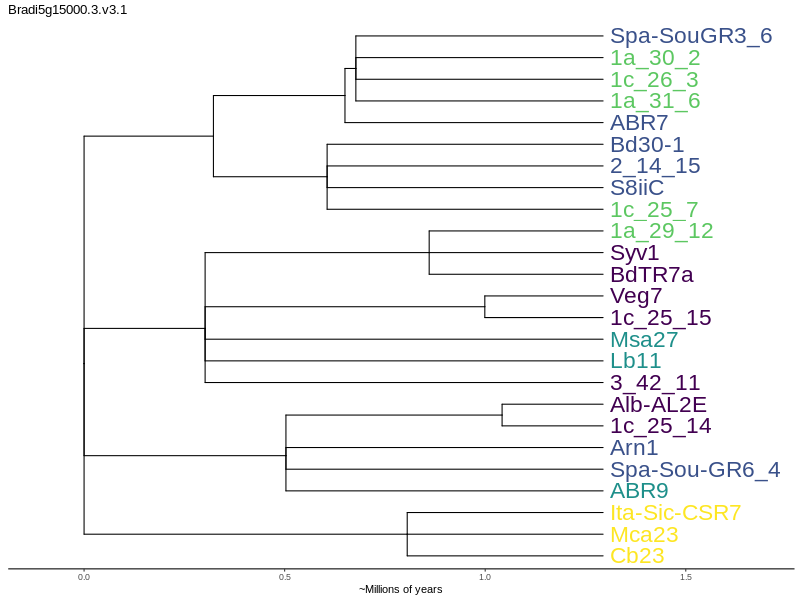 Bradi5g15000.3.v3.1
Spa-SouGR3_6
1a_30_2
1c_26_3
1a_31_6
ABR7
Bd30-1
2_14_15
S8iiC
1c_25_7
1a_29_12
Syv1
BdTR7a
Veg7
1c_25_15
Msa27
Lb11
3_42_11
Alb-AL2E
1c_25_14
Arn1
Spa-Sou-GR6_4
ABR9
Ita-Sic-CSR7
Mca23
Cb23
0.0 0.5 1.0 1.5
~Millions of years